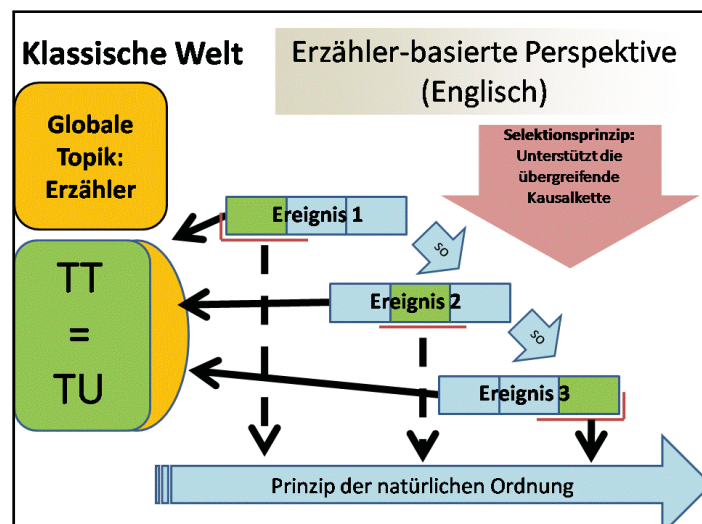 Klassische Welt
Erzähler-basierte Perspektive
(Englisch)
Globale
Topik:
Erzähler
Selektionsprinzip:
Unterstützt die
übergreifende
Kausalkette
Ereignis 1
so
TT
=
TU
Ereignis 2
so
Ereignis 3
Prinzip der natürlichen Ordnung